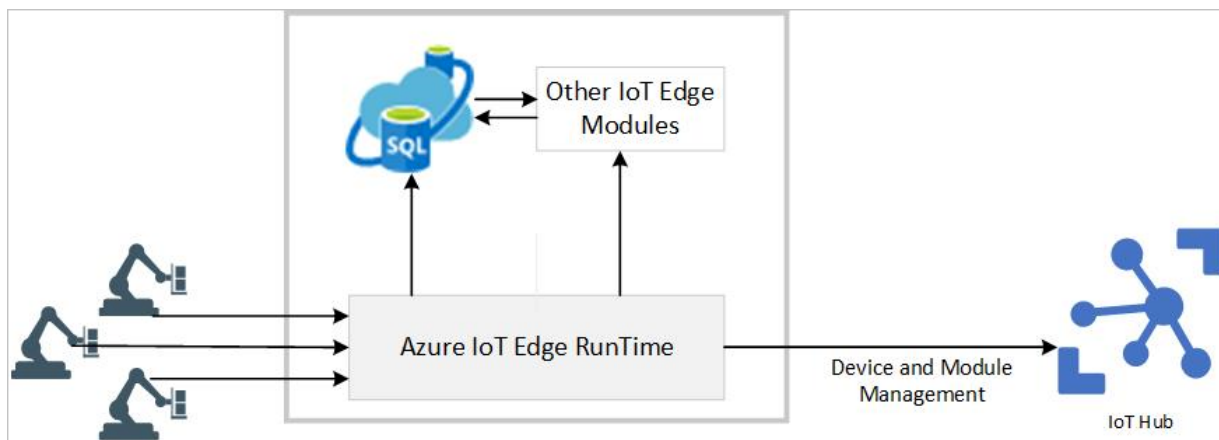 Other IoT Edge
Modules
SQL
Azure IoT Edge RunTime
Device and Module
Management
IoT Hub